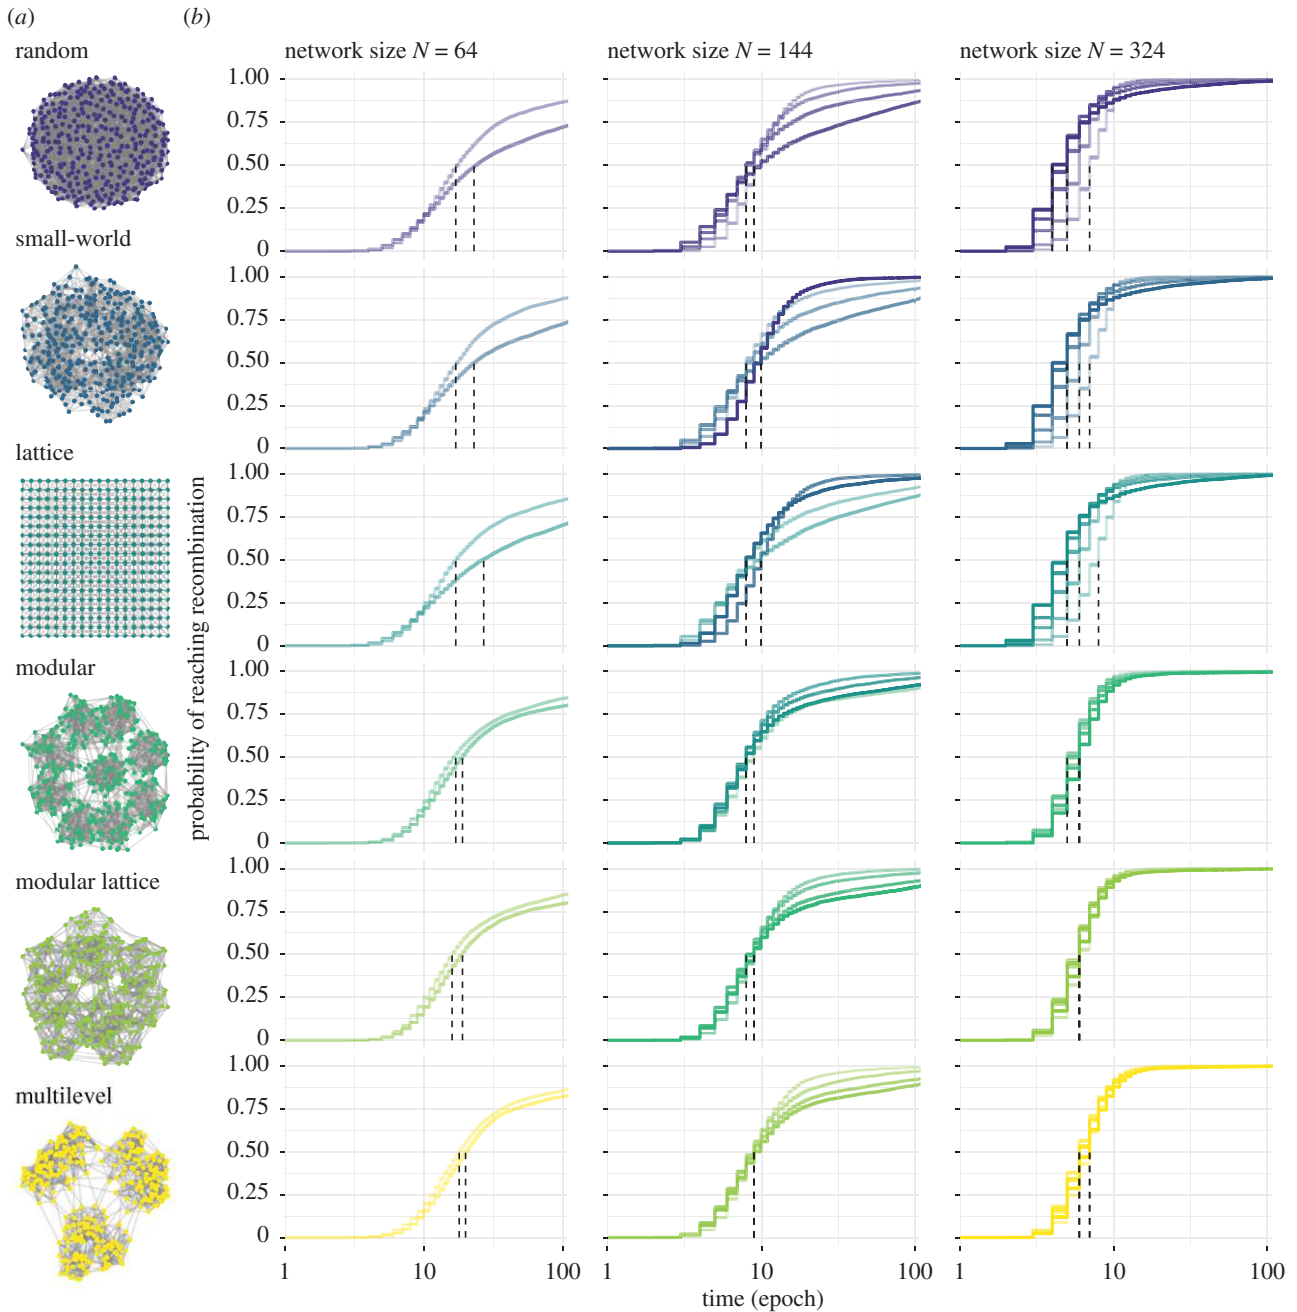 (a)
(b)
random
small-world
lattice
modular
modular lattice
multilevel
network size N = 64
network size N = 144
network size N = 324
probability of reaching recombination
1.00
0.75
0.50
0.25
0
1.00
0.75
0.50
0.25
0
1.00
0.75
0.50
0.25
0
1.00
0.75
0.50
0.25
0
1.00
0.75
0.50
0.25
0
1.00
0.75
0.50
0.25
0
1 10 100
1 10 100
1 10 100
time (epoch)